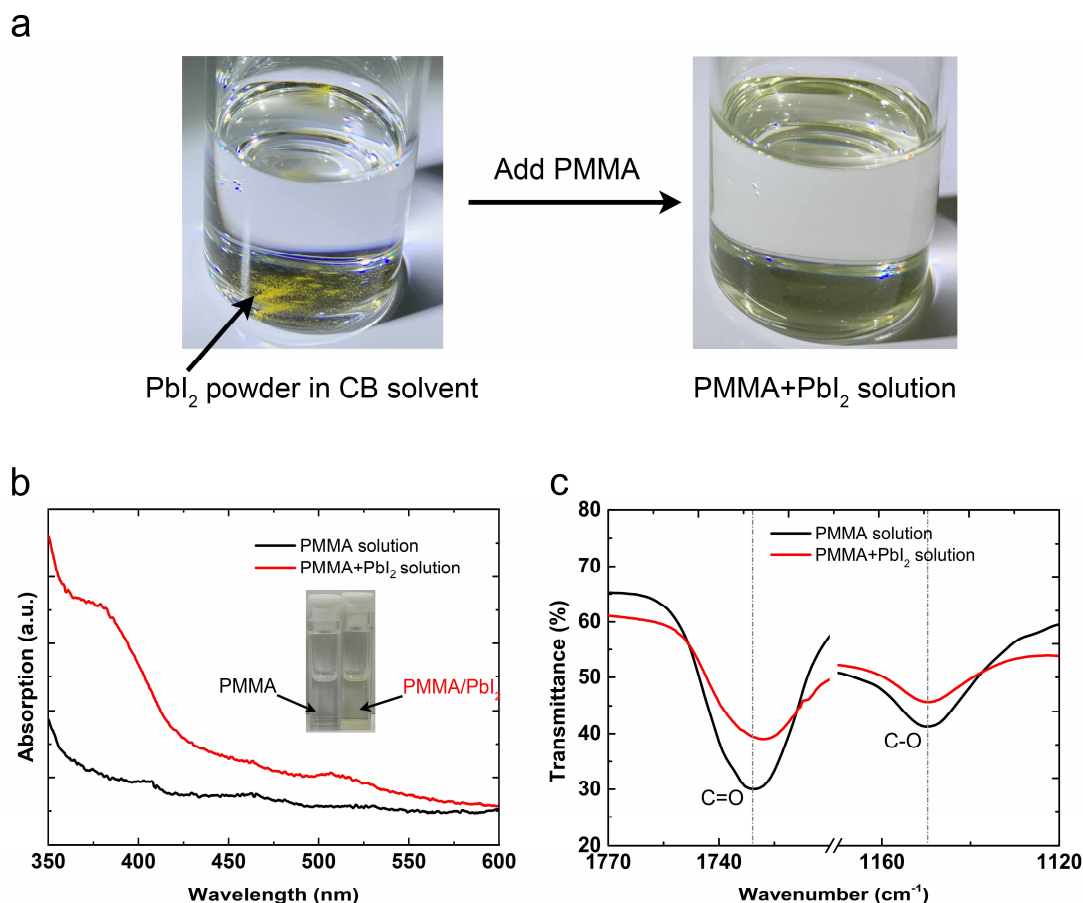 a
Add PMMA
PbI₂ powder in CB solvent
PMMA+PbI₂ solution
b
Absorption (a.u.)
PMMA solution
PMMA+PbI₂ solution
PMMA
PMMA/PbI₂
350
400
450
500
550
600
Wavelength (nm)
c
Transmittance (%)
80
70
60
50
40
30
20
PMMA solution
PMMA+PbI₂ solution
C=O
C-O
1770
1740
1160
1120
Wavenumber (cm⁻¹)